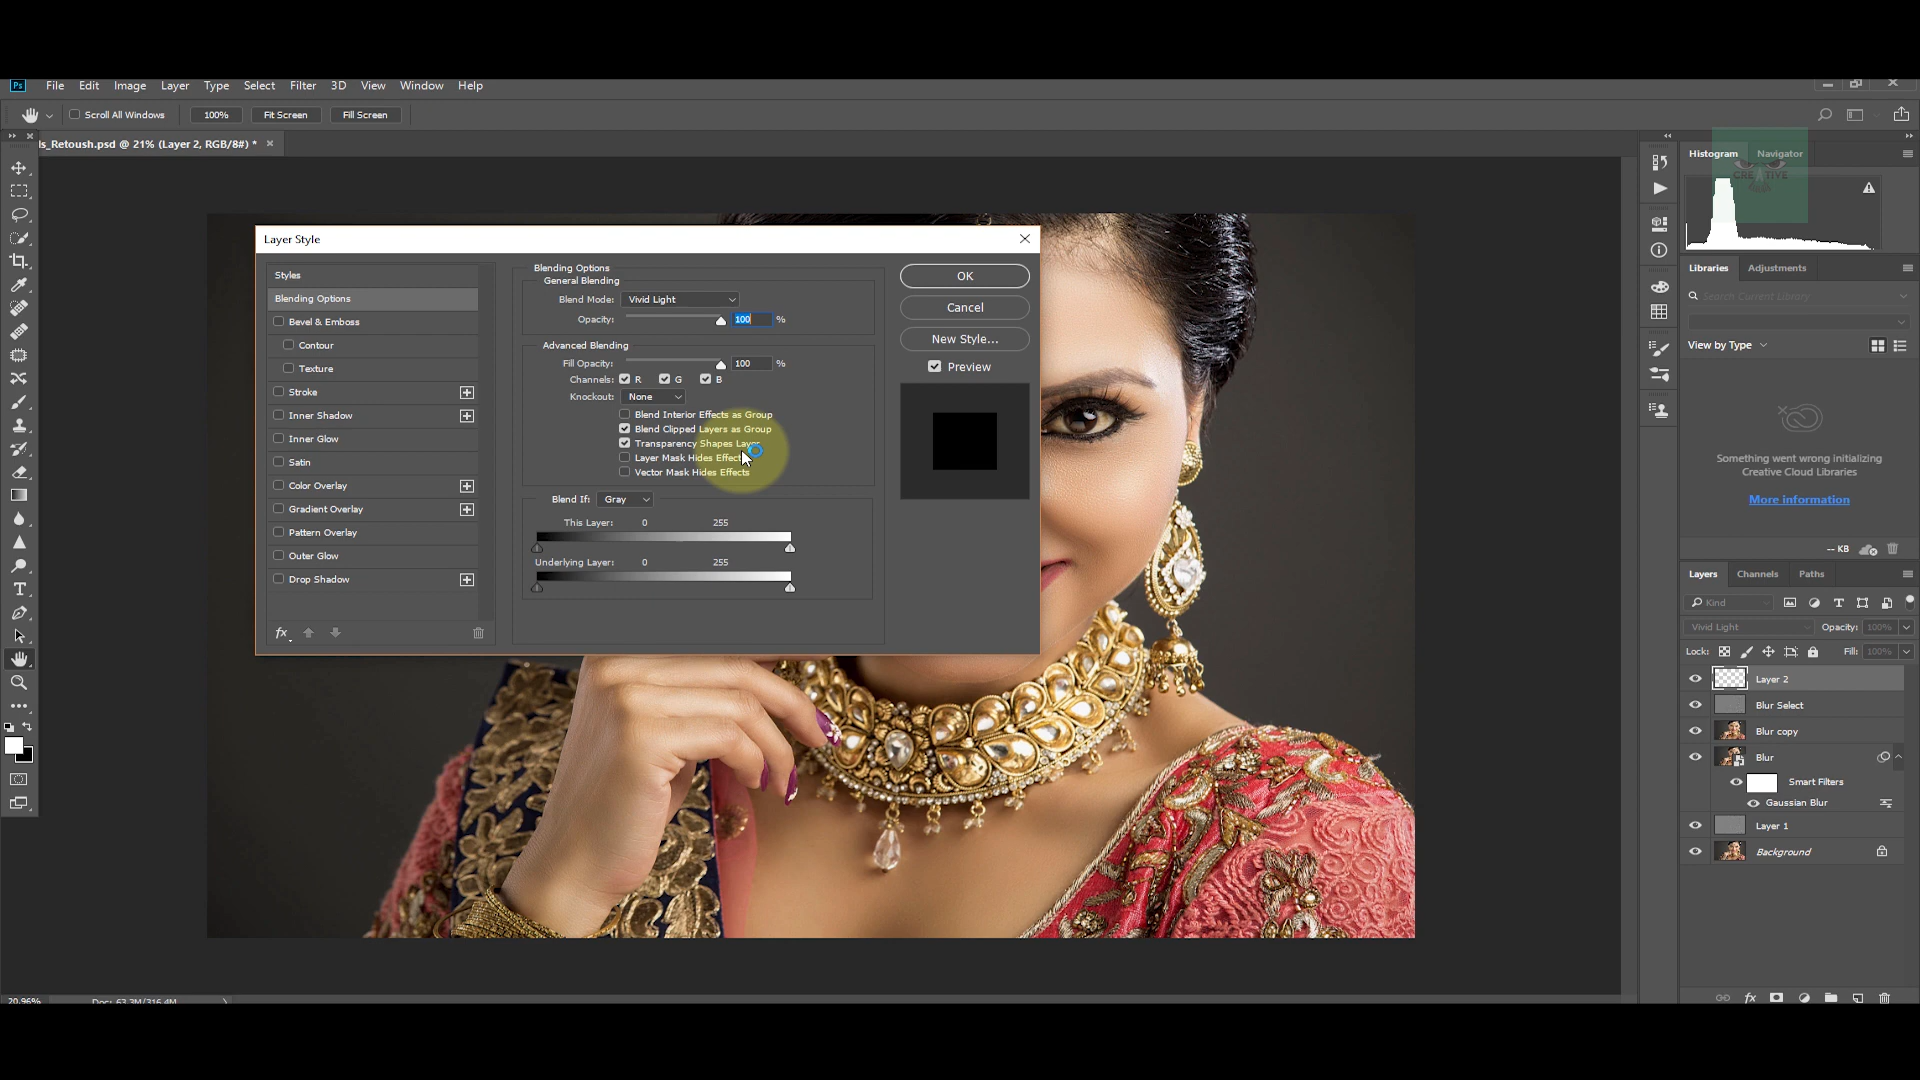 Ps File Edit Image Layer Type Select Filter 3D View Window Help
Scroll All Windows 100% Fit Screen Fill Screen
ls_Retoush.psd @ 21% (Layer 2, RGB/8#) *
Layer Style
Styles
Blending Options
Bevel & Emboss
Contour
Texture
Stroke
Inner Shadow
Inner Glow
Satin
Color Overlay
Gradient Overlay
Pattern Overlay
Outer Glow
Drop Shadow
fx
Blending Options
General Blending
Blend Mode: Vivid Light
Opacity: 100 %
Advanced Blending
Fill Opacity: 100 %
Channels: R G B
Knockout: None
Blend Interior Effects as Group
Blend Clipped Layers as Group
Transparency Shapes Layer
Layer Mask Hides Effects
Vector Mask Hides Effects
Blend If: Gray
This Layer: 0 255
Underlying Layer: 0 255
OK
Cancel
New Style...
Preview
Histogram Navigator
CREATIVE
Libraries Adjustments
Search Current Library
View by Type
Something went wrong initializing
Creative Cloud Libraries
More information
-- KB
Layers Channels Paths
Kind
Vivid Light Opacity: 100%
Lock: Fill: 100%
Layer 2
Blur Select
Blur copy
Blur
Smart Filters
Gaussian Blur
Layer 1
Background
fx
20.96% Doc: 63.3M/316.4M